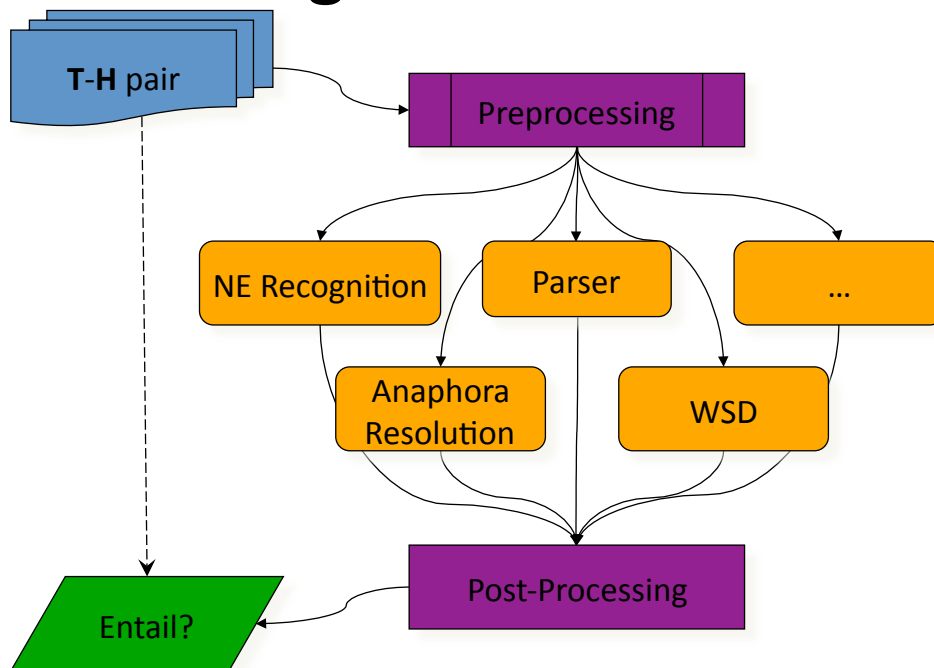 T-H pair
Preprocessing
NE Recognition
Parser
...
Anaphora
Resolution
WSD
Post-Processing
Entail?